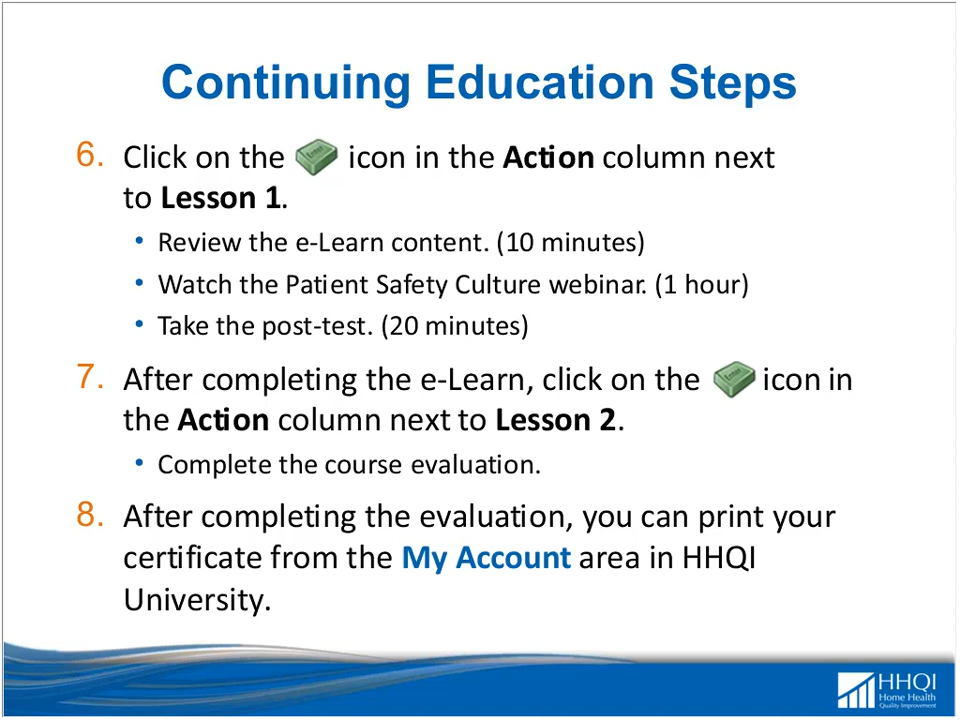 Continuing Education Steps
6. Click on the Enter icon in the Action column next
to Lesson 1.
• Review the e-Learn content. (10 minutes)
• Watch the Patient Safety Culture webinar. (1 hour)
• Take the post-test. (20 minutes)
7. After completing the e-Learn, click on the Enter icon in
the Action column next to Lesson 2.
• Complete the course evaluation.
8. After completing the evaluation, you can print your
certificate from the My Account area in HHQI
University.
HHQI
Home Health
Quality Improvement